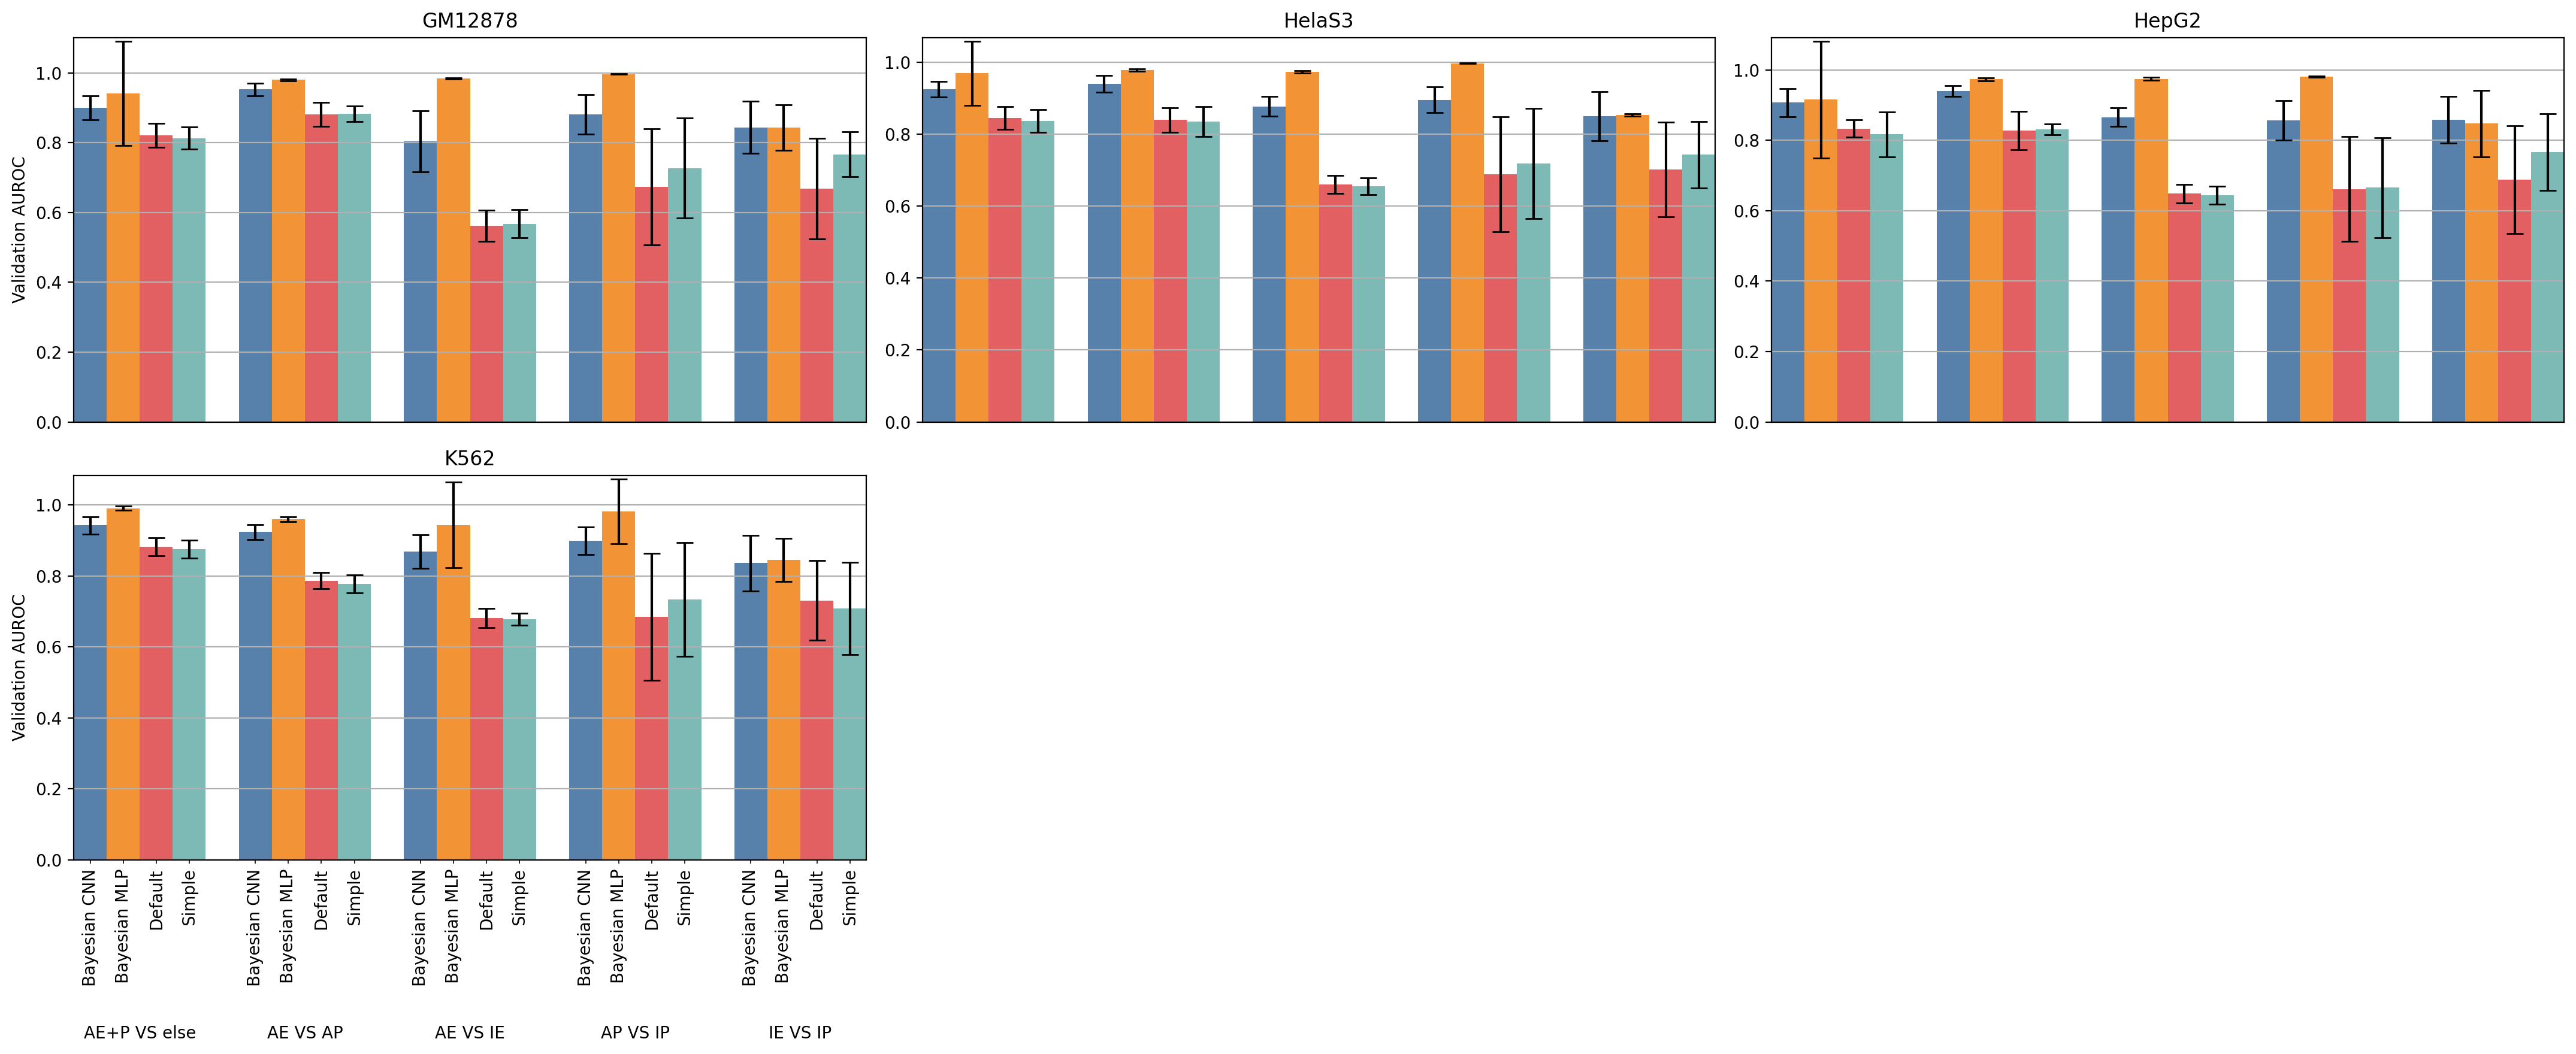 GM12878
HelaS3
HepG2
Validation AUROC
1.0
0.8
0.6
0.4
0.2
0.0
1.0
0.8
0.6
0.4
0.2
0.0
1.0
0.8
0.6
0.4
0.2
0.0
K562
Validation AUROC
1.0
0.8
0.6
0.4
0.2
0.0
Bayesian CNN
Bayesian MLP
Default
Simple
Bayesian CNN
Bayesian MLP
Default
Simple
Bayesian CNN
Bayesian MLP
Default
Simple
Bayesian CNN
Bayesian MLP
Default
Simple
Bayesian CNN
Bayesian MLP
Default
Simple
AE+P VS else
AE VS AP
AE VS IE
AP VS IP
IE VS IP